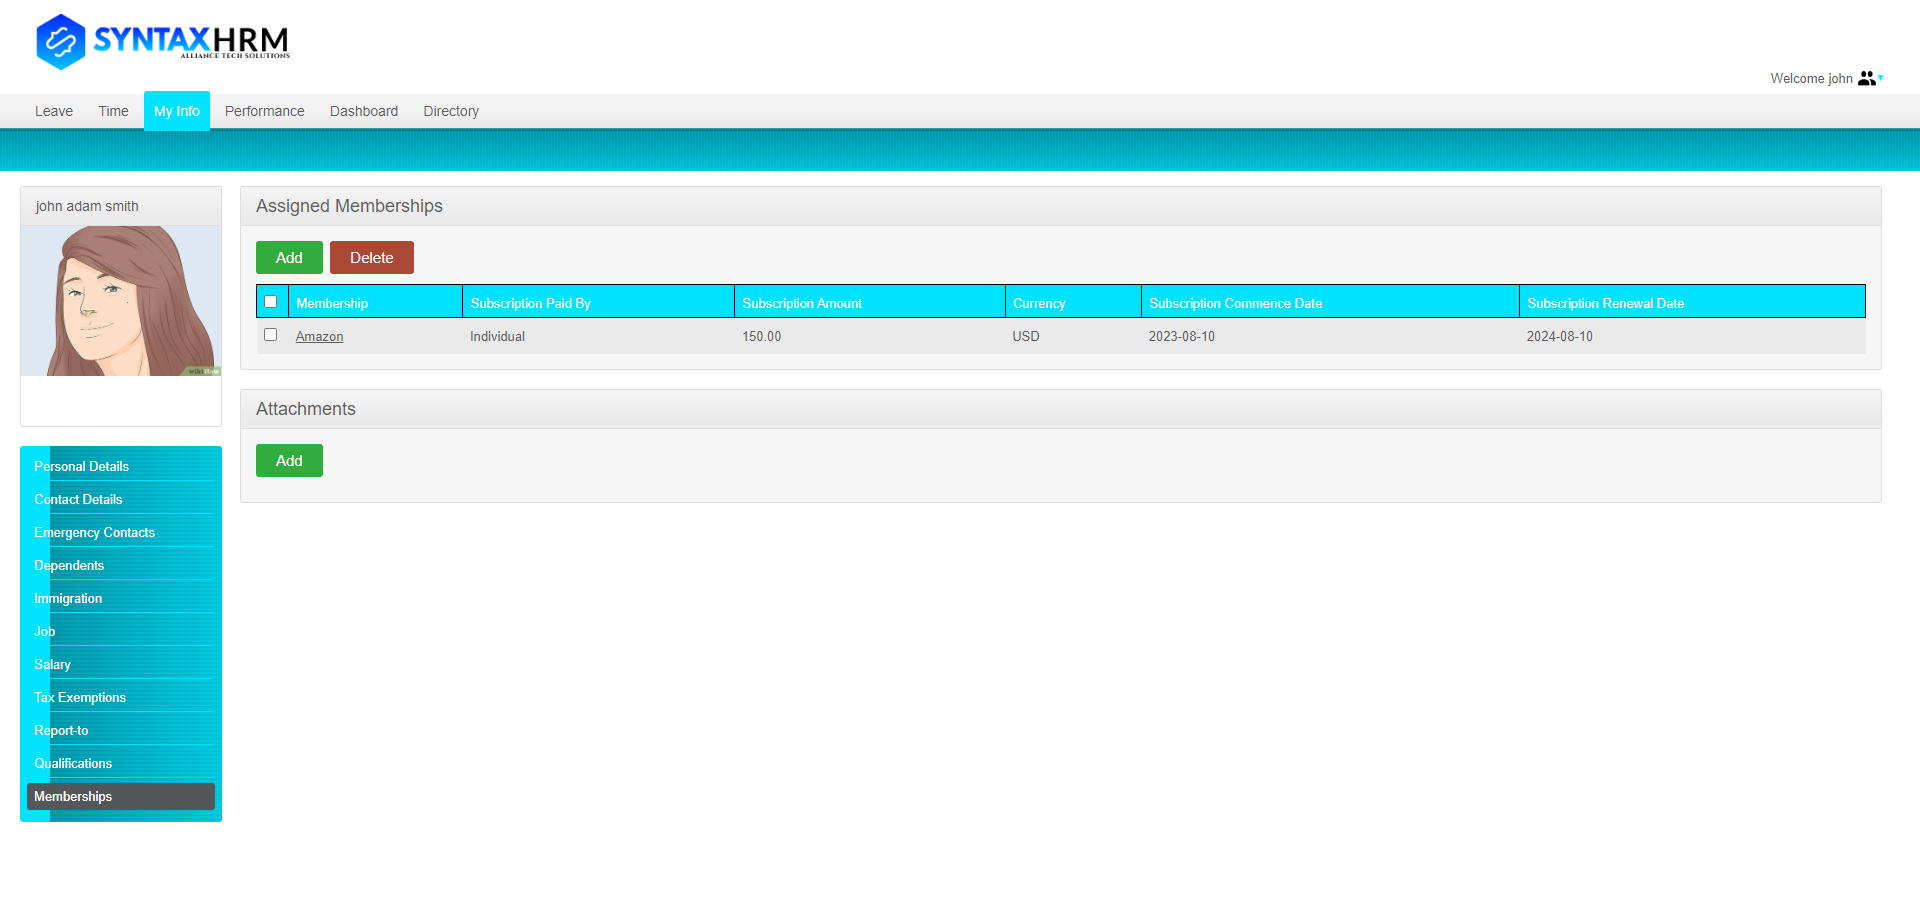 SYNTAXHRM
ALLIANCE TECH SOLUTIONS
Welcome john
Leave Time My Info Performance Dashboard Directory
john adam smith
wikiHow
Personal Details
Contact Details
Emergency Contacts
Dependents
Immigration
Job
Salary
Tax Exemptions
Report-to
Qualifications
Memberships
Assigned Memberships
Add Delete
Membership Subscription Paid By Subscription Amount Currency Subscription Commence Date Subscription Renewal Date
Amazon Individual 150.00 USD 2023-08-10 2024-08-10
Attachments
Add